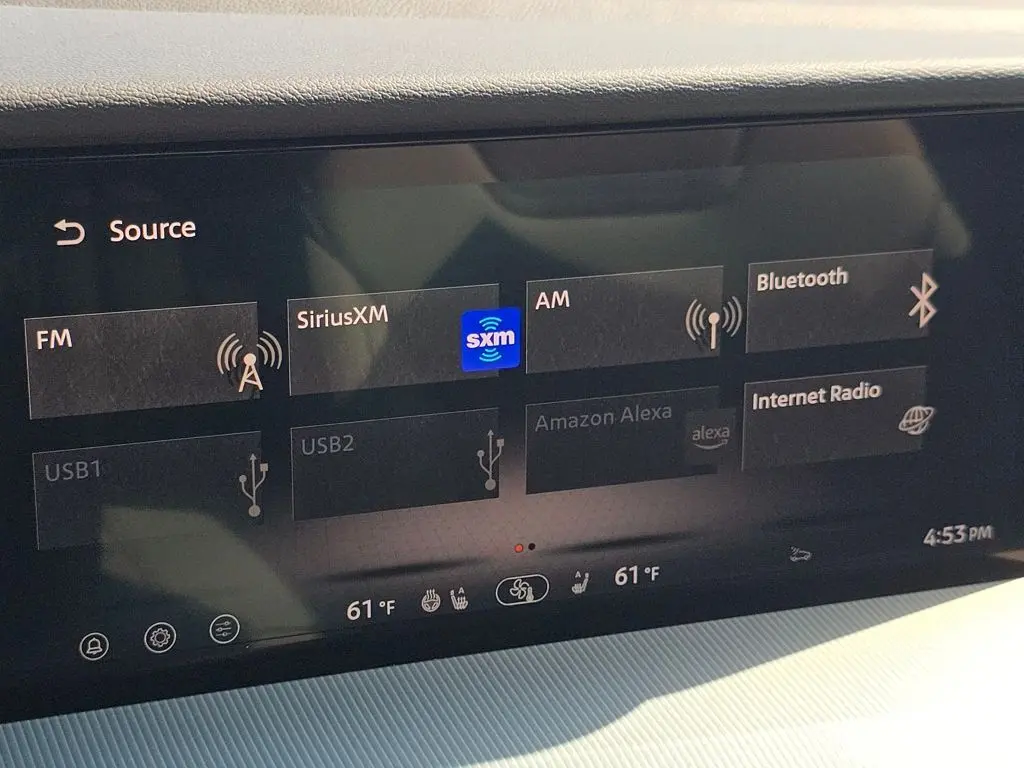 Source
FM
SiriusXM
sxm
AM
Bluetooth
USB1
USB2
Amazon Alexa
alexa
Internet Radio
4:53 PM
61 °F
A
A
61 °F